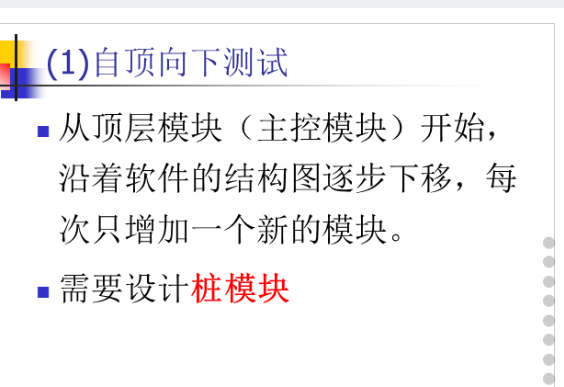 (1)自顶向下测试
从顶层模块（主控模块）开始，
沿着软件的结构图逐步下移，每
次只增加一个新的模块。
需要设计桩模块